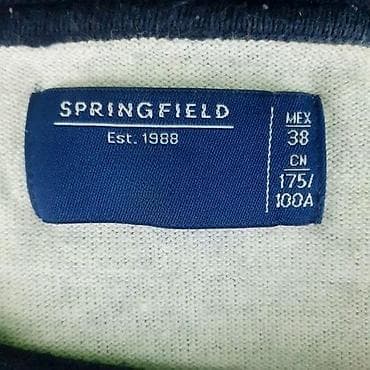 SPRINGFIELD
Est. 1988
MEX
38
CN
175/
100A